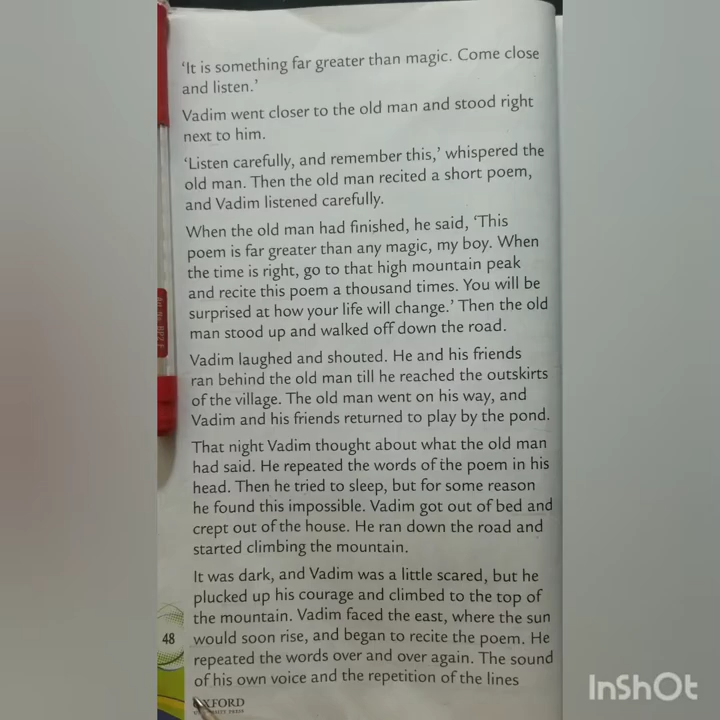 ‘It is something far greater than magic. Come close
and listen.’
Vadim went closer to the old man and stood right
next to him.
‘Listen carefully, and remember this,’ whispered the
old man. Then the old man recited a short poem,
and Vadim listened carefully.
When the old man had finished, he said, ‘This
poem is far greater than any magic, my boy. When
the time is right, go to that high mountain peak
and recite this poem a thousand times. You will be
surprised at how your life will change.’ Then the old
man stood up and walked off down the road.
Vadim laughed and shouted. He and his friends
ran behind the old man till he reached the outskirts
of the village. The old man went on his way, and
Vadim and his friends returned to play by the pond.
That night Vadim thought about what the old man
had said. He repeated the words of the poem in his
head. Then he tried to sleep, but for some reason
he found this impossible. Vadim got out of bed and
crept out of the house. He ran down the road and
started climbing the mountain.
It was dark, and Vadim was a little scared, but he
plucked up his courage and climbed to the top of
the mountain. Vadim faced the east, where the sun
would soon rise, and began to recite the poem. He
repeated the words over and over again. The sound
of his own voice and the repetition of the lines
48
OXFORD
UNIVERSITY PRESS
InShOt